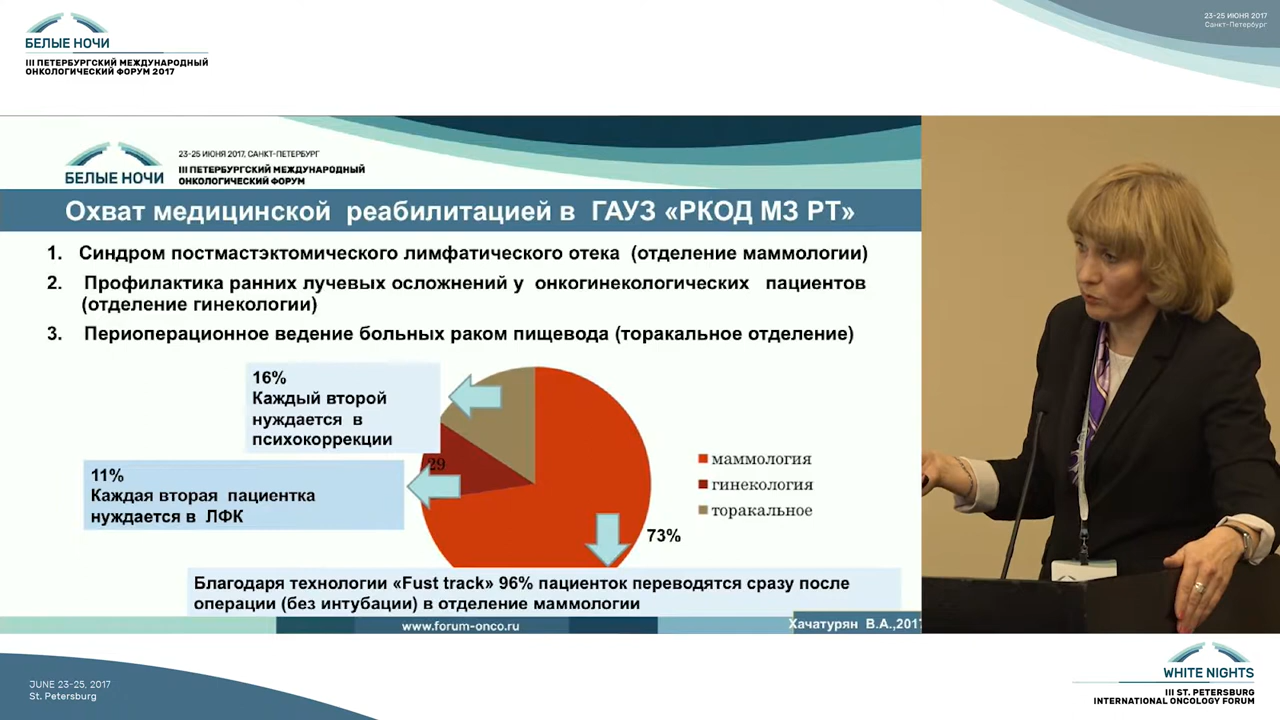 БЕЛЫЕ НОЧИ
III ПЕТЕРБУРГСКИЙ МЕЖДУНАРОДНЫЙ
ОНКОЛОГИЧЕСКИЙ ФОРУМ 2017
23-25 ИЮНЯ 2017
Санкт-Петербург
БЕЛЫЕ НОЧИ
23-25 ИЮНЯ 2017, САНКТ-ПЕТЕРБУРГ
III ПЕТЕРБУРГСКИЙ МЕЖДУНАРОДНЫЙ
ОНКОЛОГИЧЕСКИЙ ФОРУМ
Охват медицинской реабилитацией в ГАУЗ «РКОД МЗ РТ»
1. Синдром постмастэктомического лимфатического отека (отделение маммологии)
2. Профилактика ранних лучевых осложнений у онкогинекологических пациентов
(отделение гинекологии)
3. Периоперационное ведение больных раком пищевода (торакальное отделение)
16%
Каждый второй
нуждается в
психокоррекции
11%
Каждая вторая пациентка
нуждается в ЛФК
29
маммология
гинекология
торакальное
73%
Благодаря технологии «Fust track» 96% пациенток переводятся сразу после
операции (без интубации) в отделение маммологии
www.forum-onco.ru
Хачатурян В.А.,2017
JUNE 23-25, 2017
St. Petersburg
WHITE NIGHTS
III ST. PETERSBURG
INTERNATIONAL ONCOLOGY FORUM